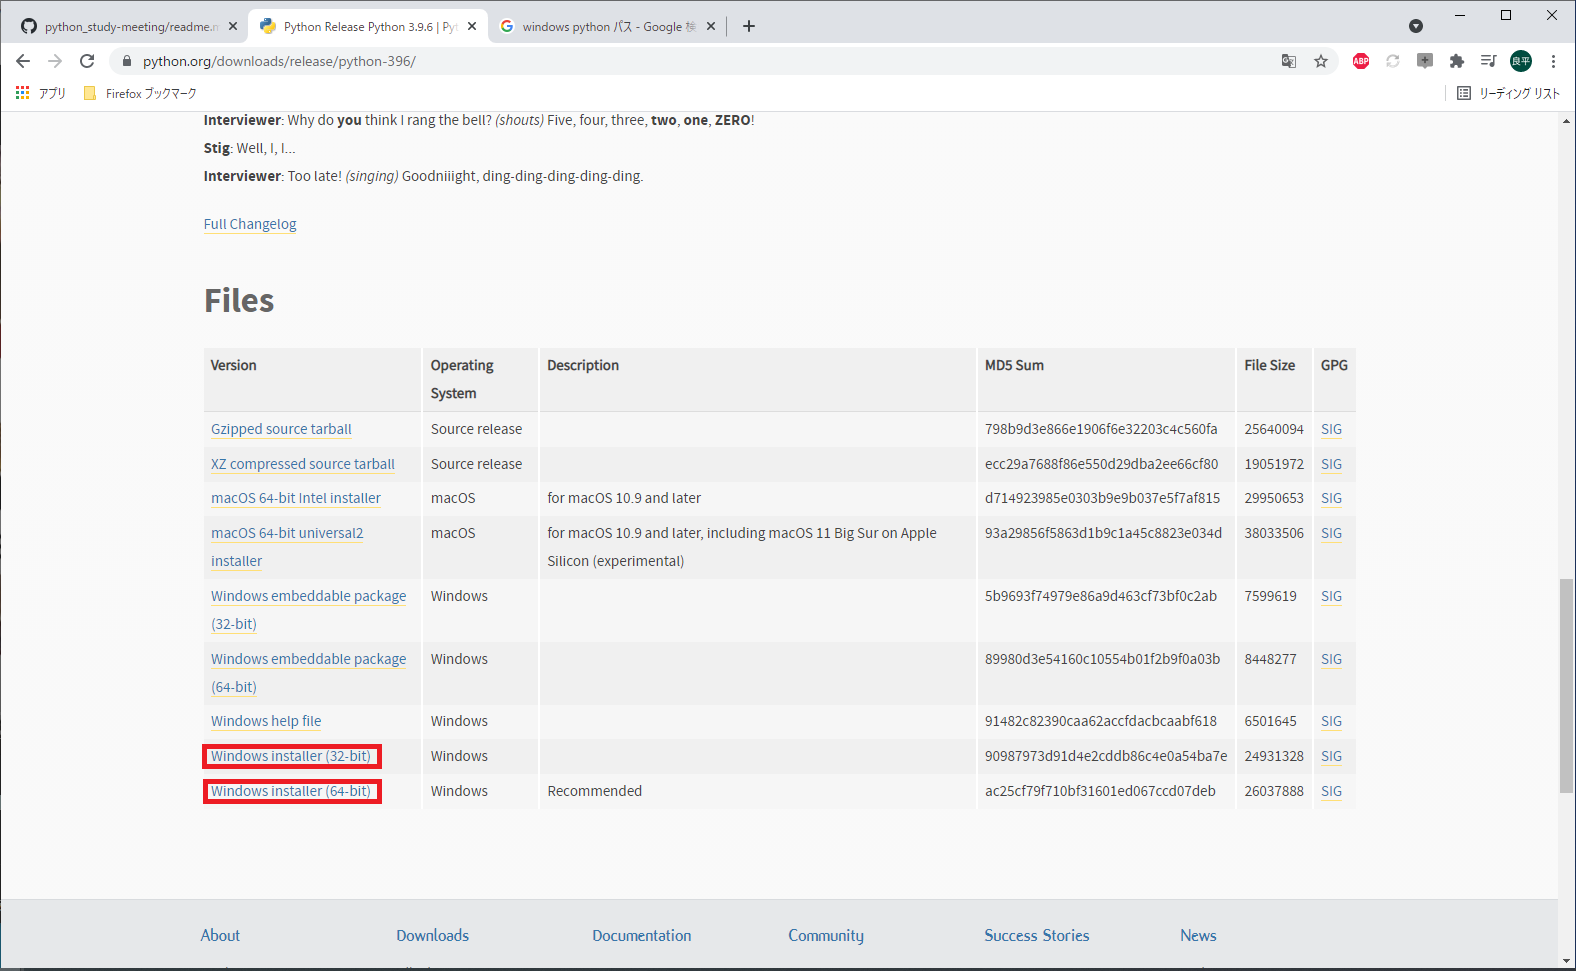 python_study-meeting/readme.m
Python Release Python 3.9.6 | Pyt
windows python パス - Google 検
python.org/downloads/release/python-396/
ABP
良平
アプリ
Firefox ブックマーク
リーディング リスト
Interviewer: Why do you think I rang the bell? (shouts) Five, four, three, two, one, ZERO!
Stig: Well, I, I...
Interviewer: Too late! (singing) Goodniiight, ding-ding-ding-ding-ding.
Full Changelog
Files
Version Operating System Description MD5 Sum File Size GPG
Gzipped source tarball Source release 798b9d3e866e1906f6e32203c4c560fa 25640094 SIG
XZ compressed source tarball Source release ecc29a7688f86e550d29dba2ee66cf80 19051972 SIG
macOS 64-bit Intel installer macOS for macOS 10.9 and later d714923985e0303b9e9b037e5f7af815 29950653 SIG
macOS 64-bit universal2 installer macOS for macOS 10.9 and later, including macOS 11 Big Sur on Apple Silicon (experimental) 93a29856f5863d1b9c1a45c8823e034d 38033506 SIG
Windows embeddable package (32-bit) Windows 5b9693f74979e86a9d463cf73bf0c2ab 7599619 SIG
Windows embeddable package (64-bit) Windows 89980d3e54160c10554b01f2b9f0a03b 8448277 SIG
Windows help file Windows 91482c82390caa62accfdacbcaabf618 6501645 SIG
Windows installer (32-bit) Windows 90987973d91d4e2cddb86c4e0a54ba7e 24931328 SIG
Windows installer (64-bit) Windows Recommended ac25cf79f710bf31601ed067ccd07deb 26037888 SIG
About Downloads Documentation Community Success Stories News